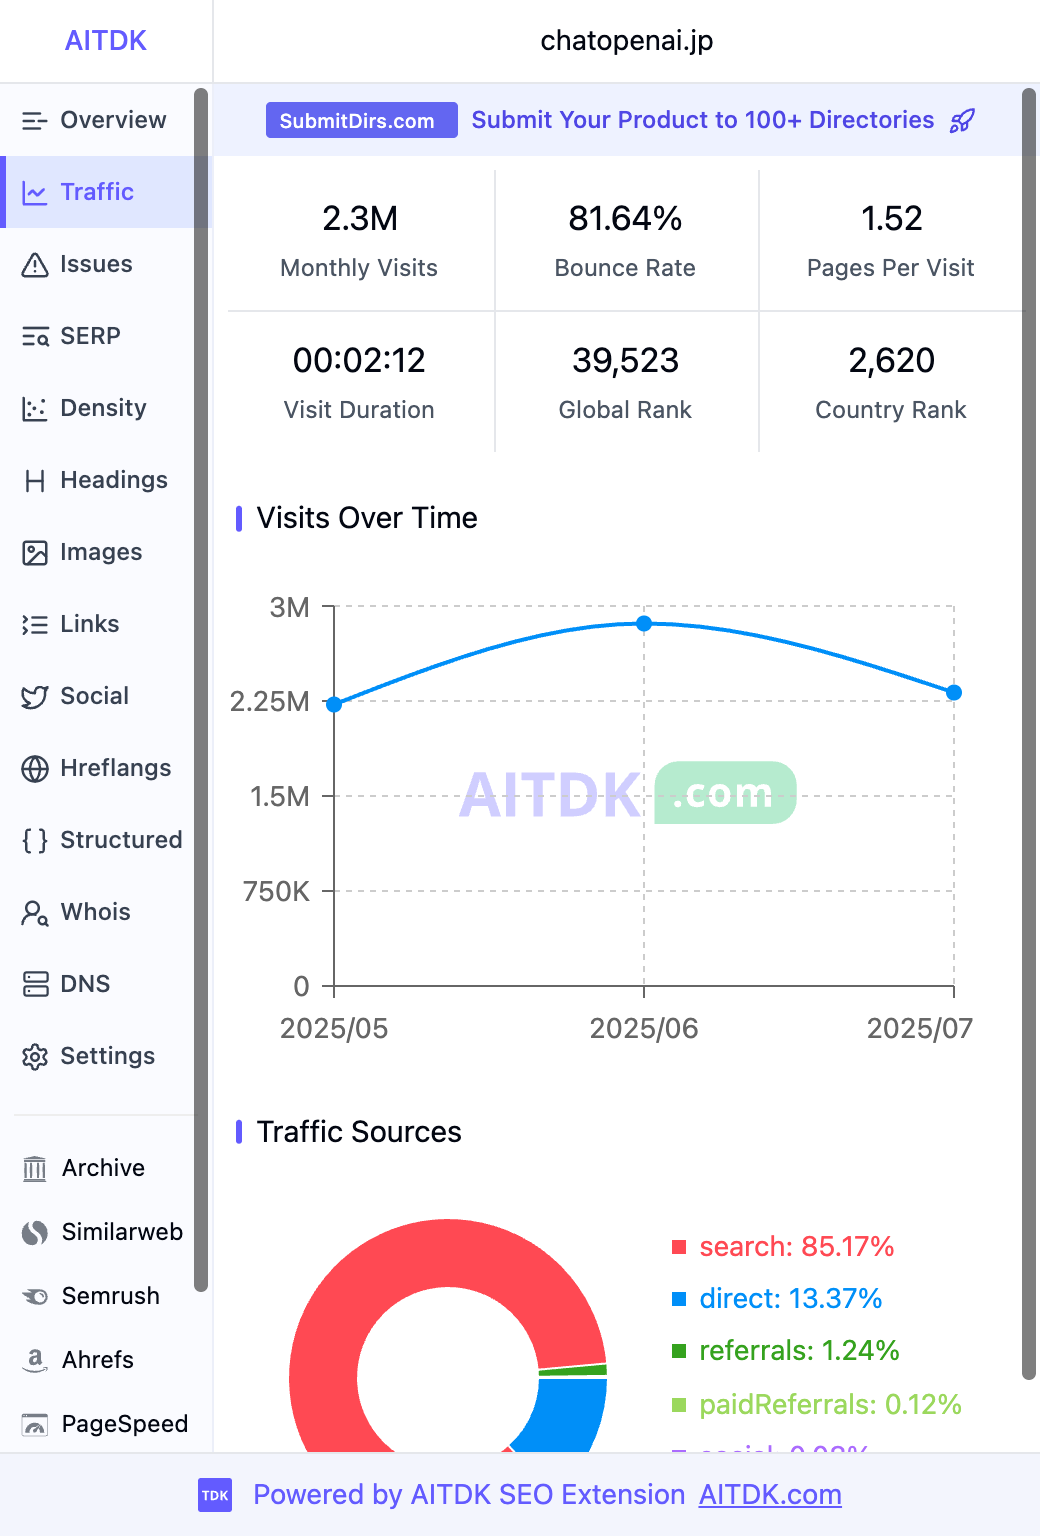 AITDK
chatopenai.jp
Overview
Traffic
Issues
SERP
Density
Headings
Images
Links
Social
Hreflangs
Structured
Whois
DNS
Settings
Archive
Similarweb
Semrush
Ahrefs
PageSpeed
SubmitDirs.com Submit Your Product to 100+ Directories
2.3M
Monthly Visits
81.64%
Bounce Rate
1.52
Pages Per Visit
00:02:12
Visit Duration
39,523
Global Rank
2,620
Country Rank
Visits Over Time
3M
2.25M
1.5M
750K
0
2025/05
2025/06
2025/07
AITDK .com
Traffic Sources
search: 85.17%
direct: 13.37%
referrals: 1.24%
paidReferrals: 0.12%
TDK
Powered by AITDK SEO Extension AITDK.com